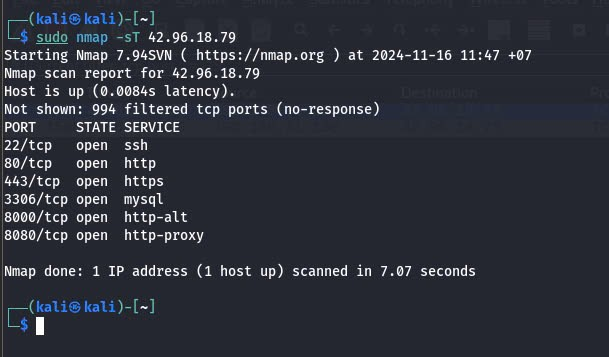 ┌──(kali㉿kali)-[~]
└─$ sudo nmap -sT 42.96.18.79
Starting Nmap 7.94SVN ( https://nmap.org ) at 2024-11-16 11:47 +07
Nmap scan report for 42.96.18.79
Host is up (0.0084s latency).
Not shown: 994 filtered tcp ports (no-response)
PORT     STATE SERVICE
22/tcp   open  ssh
80/tcp   open  http
443/tcp  open  https
3306/tcp open  mysql
8000/tcp open  http-alt
8080/tcp open  http-proxy
Nmap done: 1 IP address (1 host up) scanned in 7.07 seconds
┌──(kali㉿kali)-[~]
└─$